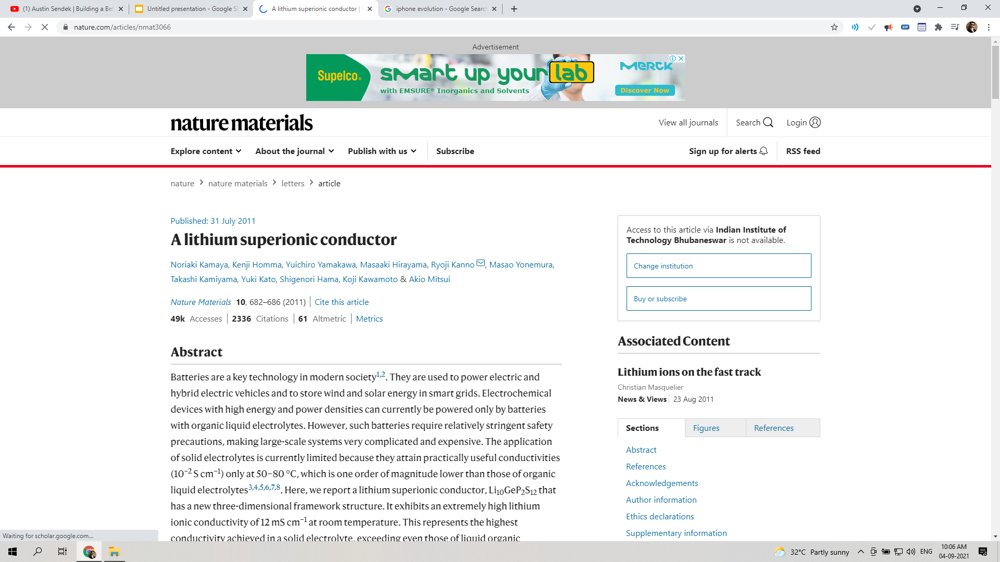 (1) Austin Sendek | Building a Bet
Untitled presentation - Google Sl
A lithium superionic conductor |
iphone evolution - Google Search
nature.com/articles/nmat3066
ZIP
Advertisement
Supelco®
smart up your lab
with EMSURE® Inorganics and Solvents
Merck
Discover Now
nature materials
View all journals
Search
Login
Explore content
About the journal
Publish with us
Subscribe
Sign up for alerts
RSS feed
nature > nature materials > letters > article
Published: 31 July 2011
A lithium superionic conductor
Noriaki Kamaya, Kenji Homma, Yuichiro Yamakawa, Masaaki Hirayama, Ryoji Kanno, Masao Yonemura,
Takashi Kamiyama, Yuki Kato, Shigenori Hama, Koji Kawamoto & Akio Mitsui
Nature Materials 10, 682–686 (2011) | Cite this article
49k Accesses | 2336 Citations | 61 Altmetric | Metrics
Abstract
Batteries are a key technology in modern society1,2. They are used to power electric and
hybrid electric vehicles and to store wind and solar energy in smart grids. Electrochemical
devices with high energy and power densities can currently be powered only by batteries
with organic liquid electrolytes. However, such batteries require relatively stringent safety
precautions, making large-scale systems very complicated and expensive. The application
of solid electrolytes is currently limited because they attain practically useful conductivities
(10−2 S cm−1) only at 50–80 °C, which is one order of magnitude lower than those of organic
liquid electrolytes3,4,5,6,7,8. Here, we report a lithium superionic conductor, Li10GeP2S12 that
has a new three-dimensional framework structure. It exhibits an extremely high lithium
ionic conductivity of 12 mS cm−1 at room temperature. This represents the highest
conductivity achieved in a solid electrolyte, exceeding even those of liquid organic
Access to this article via Indian Institute of
Technology Bhubaneswar is not available.
Change institution
Buy or subscribe
Associated Content
Lithium ions on the fast track
Christian Masquelier
News & Views | 23 Aug 2011
Sections
Figures
References
Abstract
References
Acknowledgements
Author information
Ethics declarations
Supplementary information
Waiting for scholar.google.com...
32°C Partly sunny
ENG
10:06 AM
04-09-2021